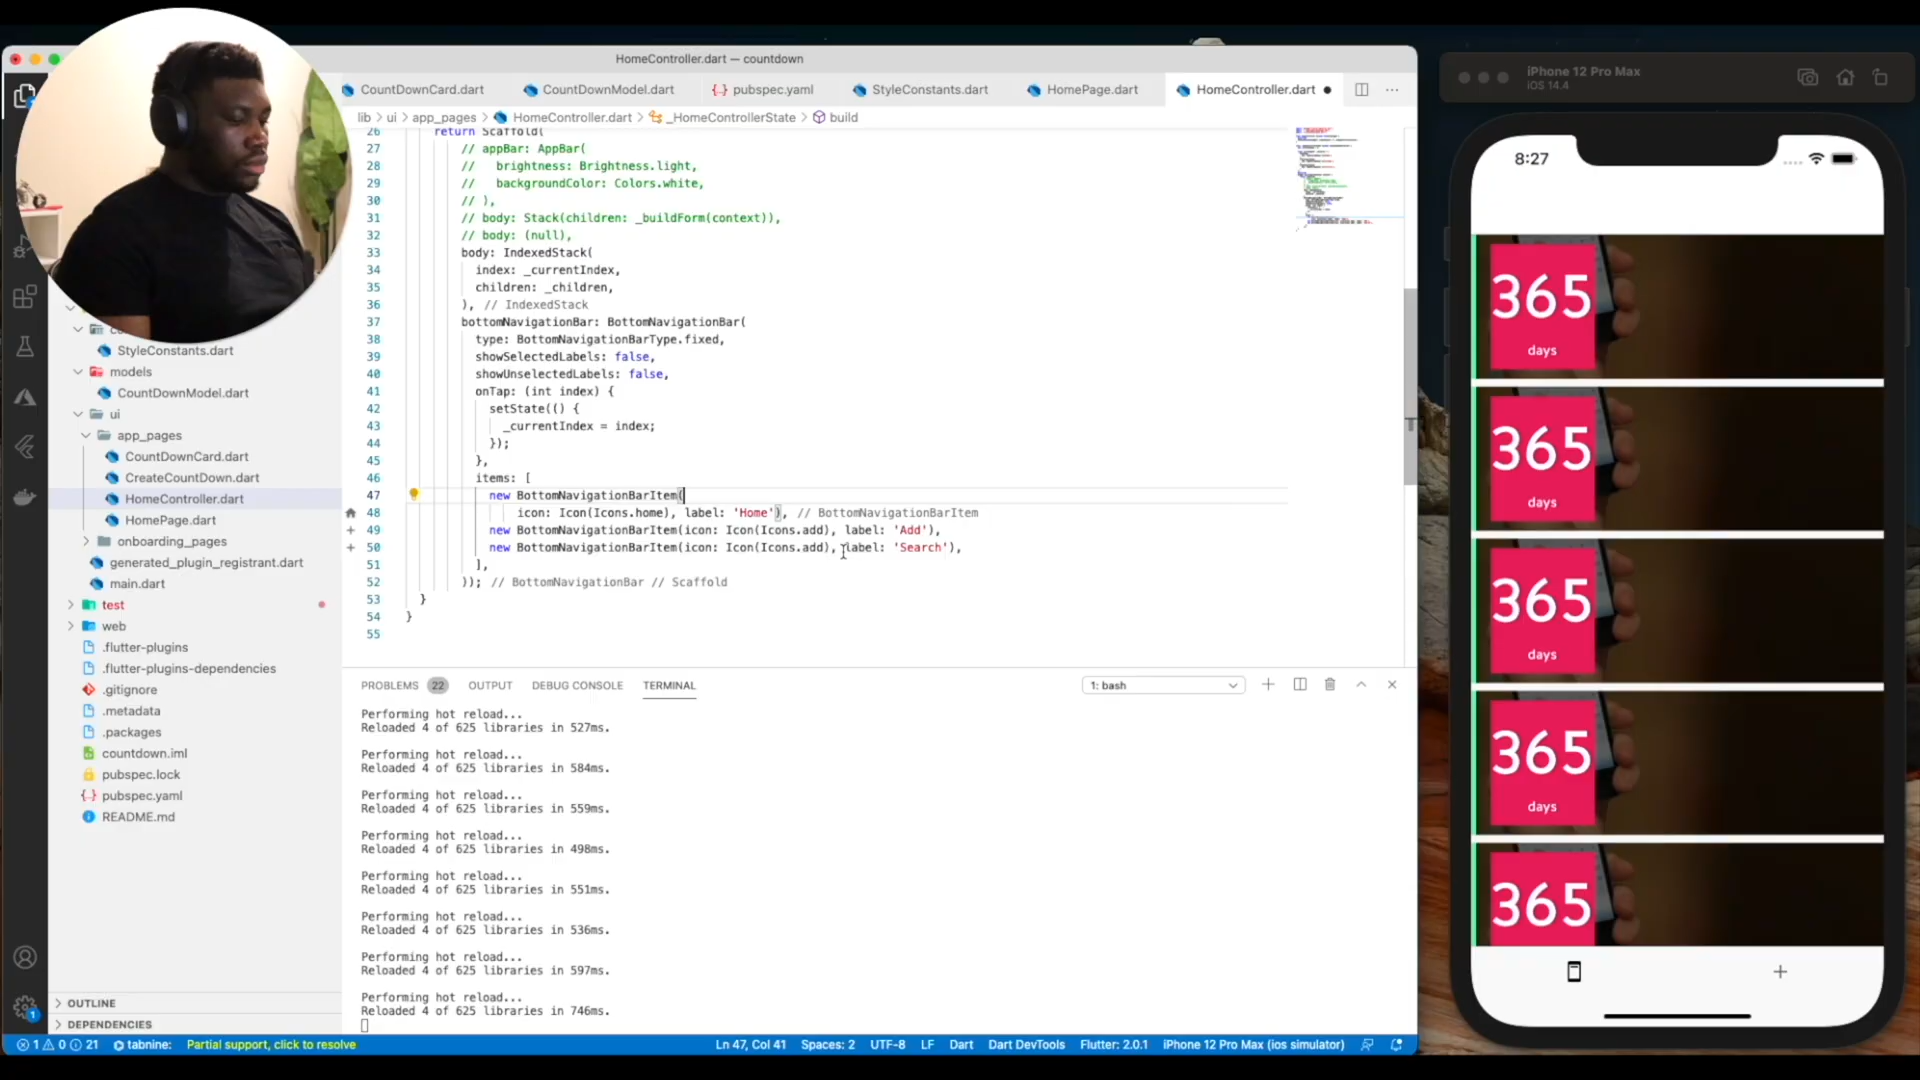 HomeController.dart — countdown
CountDownCard.dart
CountDownModel.dart
pubspec.yaml
StyleConstants.dart
HomePage.dart
HomeController.dart
lib > ui > app_pages > HomeController.dart > _HomeControllerState > build
26 return Scaffold(
27 // appBar: AppBar(
28 //   brightness: Brightness.light,
29 //   backgroundColor: Colors.white,
30 // ),
31 // body: Stack(children: _buildForm(context)),
32 // body: (null),
33 body: IndexedStack(
34 index: _currentIndex,
35 children: _children,
36 ), // IndexedStack
37 bottomNavigationBar: BottomNavigationBar(
38 type: BottomNavigationBarType.fixed,
39 showSelectedLabels: false,
40 showUnselectedLabels: false,
41 onTap: (int index) {
42 setState(() {
43 _currentIndex = index;
44 });
45 },
46 items: [
47 new BottomNavigationBarItem(
48 icon: Icon(Icons.home), label: 'Home'), // BottomNavigationBarItem
49 new BottomNavigationBarItem(icon: Icon(Icons.add), label: 'Add'),
50 new BottomNavigationBarItem(icon: Icon(Icons.add), label: 'Search'),
51 ],
52 )); // BottomNavigationBar // Scaffold
53 }
54 }
55
StyleConstants.dart
models
CountDownModel.dart
ui
app_pages
CountDownCard.dart
CreateCountDown.dart
HomeController.dart
HomePage.dart
onboarding_pages
generated_plugin_registrant.dart
main.dart
test
web
.flutter-plugins
.flutter-plugins-dependencies
.gitignore
.metadata
.packages
countdown.iml
pubspec.lock
pubspec.yaml
README.md
OUTLINE
DEPENDENCIES
PROBLEMS 22 OUTPUT DEBUG CONSOLE TERMINAL
1: bash
Performing hot reload...
Reloaded 4 of 625 libraries in 527ms.
Performing hot reload...
Reloaded 4 of 625 libraries in 584ms.
Performing hot reload...
Reloaded 4 of 625 libraries in 559ms.
Performing hot reload...
Reloaded 4 of 625 libraries in 498ms.
Performing hot reload...
Reloaded 4 of 625 libraries in 551ms.
Performing hot reload...
Reloaded 4 of 625 libraries in 536ms.
Performing hot reload...
Reloaded 4 of 625 libraries in 597ms.
Performing hot reload...
Reloaded 4 of 625 libraries in 746ms.
1
1 0 21 tabnine: Partial support, click to resolve
Ln 47, Col 41 Spaces: 2 UTF-8 LF Dart Dart DevTools Flutter: 2.0.1 iPhone 12 Pro Max (ios simulator)
iPhone 12 Pro Max
iOS 14.4
8:27
365
days
365
days
365
days
365
days
365